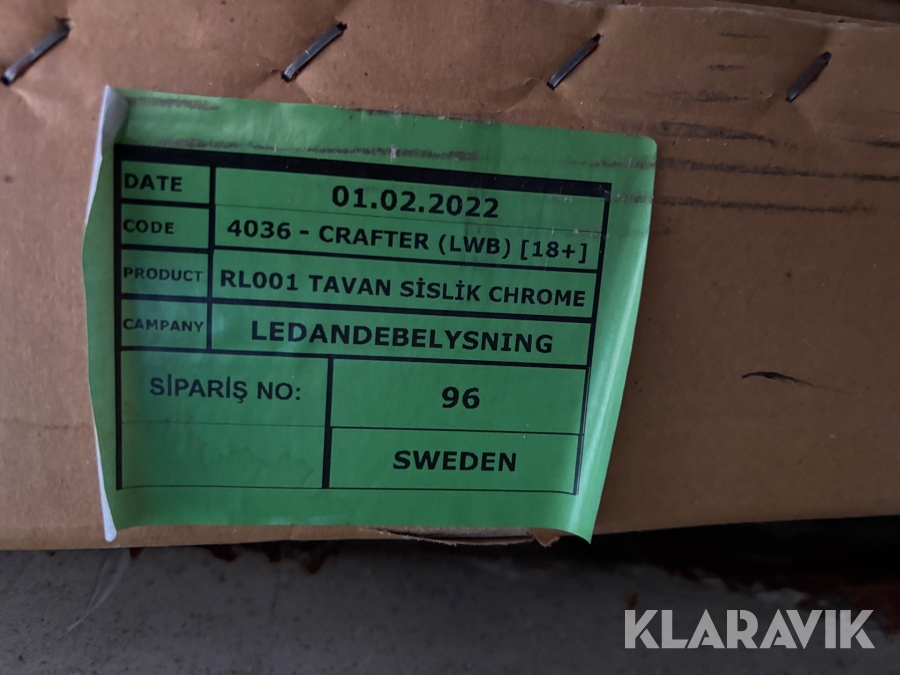 DATE 01.02.2022
CODE 4036 - CRAFTER (LWB) [18+]
PRODUCT RL001 TAVAN SİSLİK CHROME
CAMPANY LEDANDEBELYSNING
SİPARİŞ NO: 96
SWEDEN
KLARAVIK